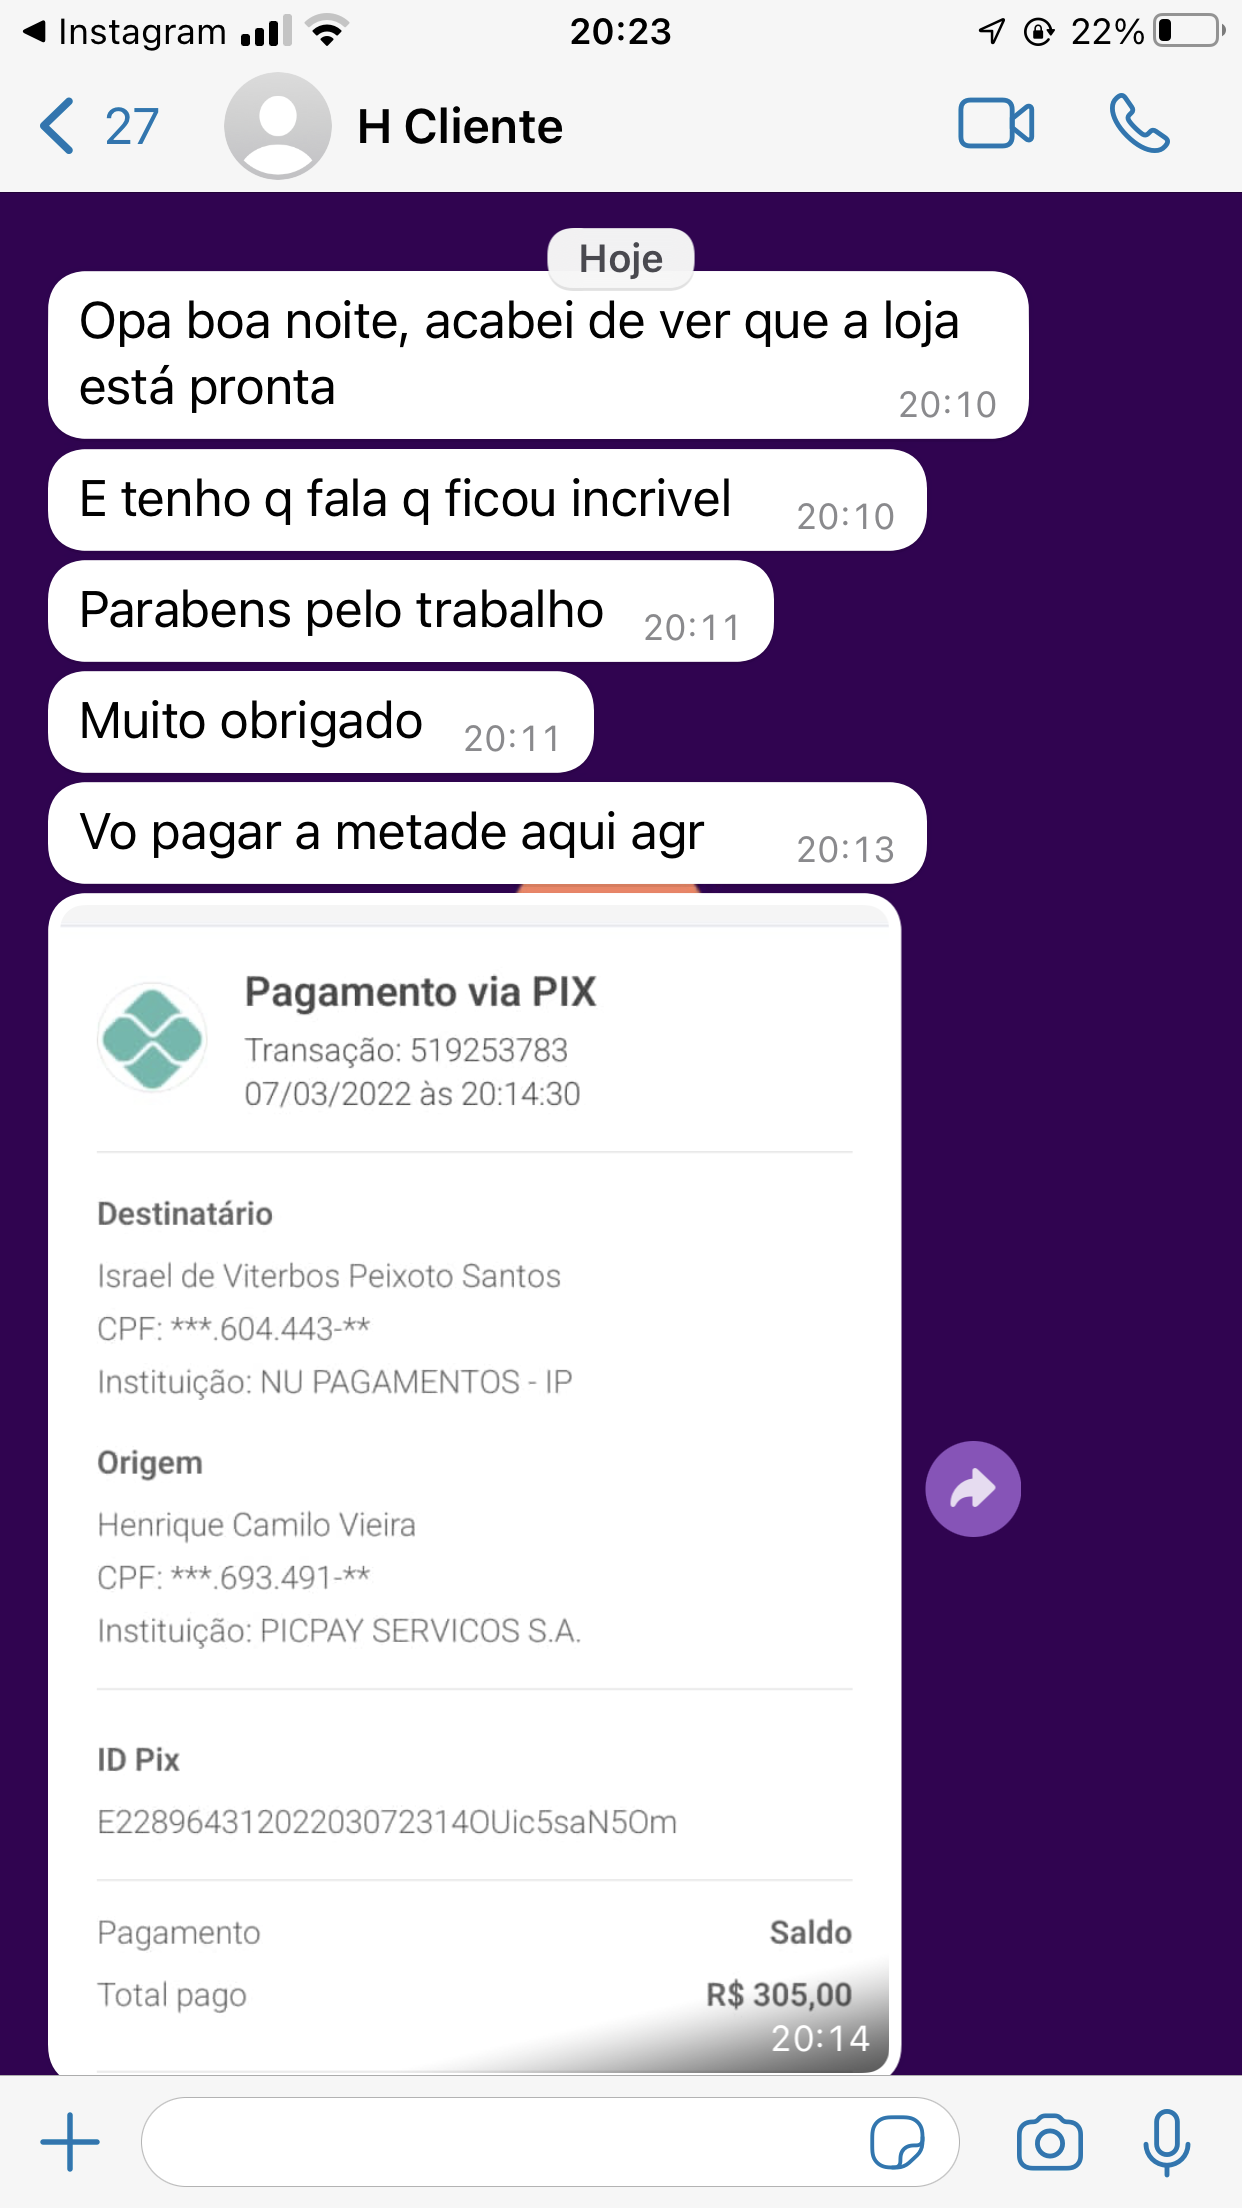 Instagram
20:23
22%
27
H Cliente
Hoje
Opa boa noite, acabei de ver que a loja
está pronta
20:10
E tenho q fala q ficou incrivel
20:10
Parabens pelo trabalho
20:11
Muito obrigado
20:11
Vo pagar a metade aqui agr
20:13
Pagamento via PIX
Transação: 519253783
07/03/2022 às 20:14:30
Destinatário
Israel de Viterbos Peixoto Santos
CPF: ***.604.443-**
Instituição: NU PAGAMENTOS - IP
Origem
Henrique Camilo Vieira
CPF: ***.693.491-**
Instituição: PICPAY SERVICOS S.A.
ID Pix
E22896431202203072314OUic5saN5Om
Pagamento Saldo
Total pago R$ 305,00
20:14